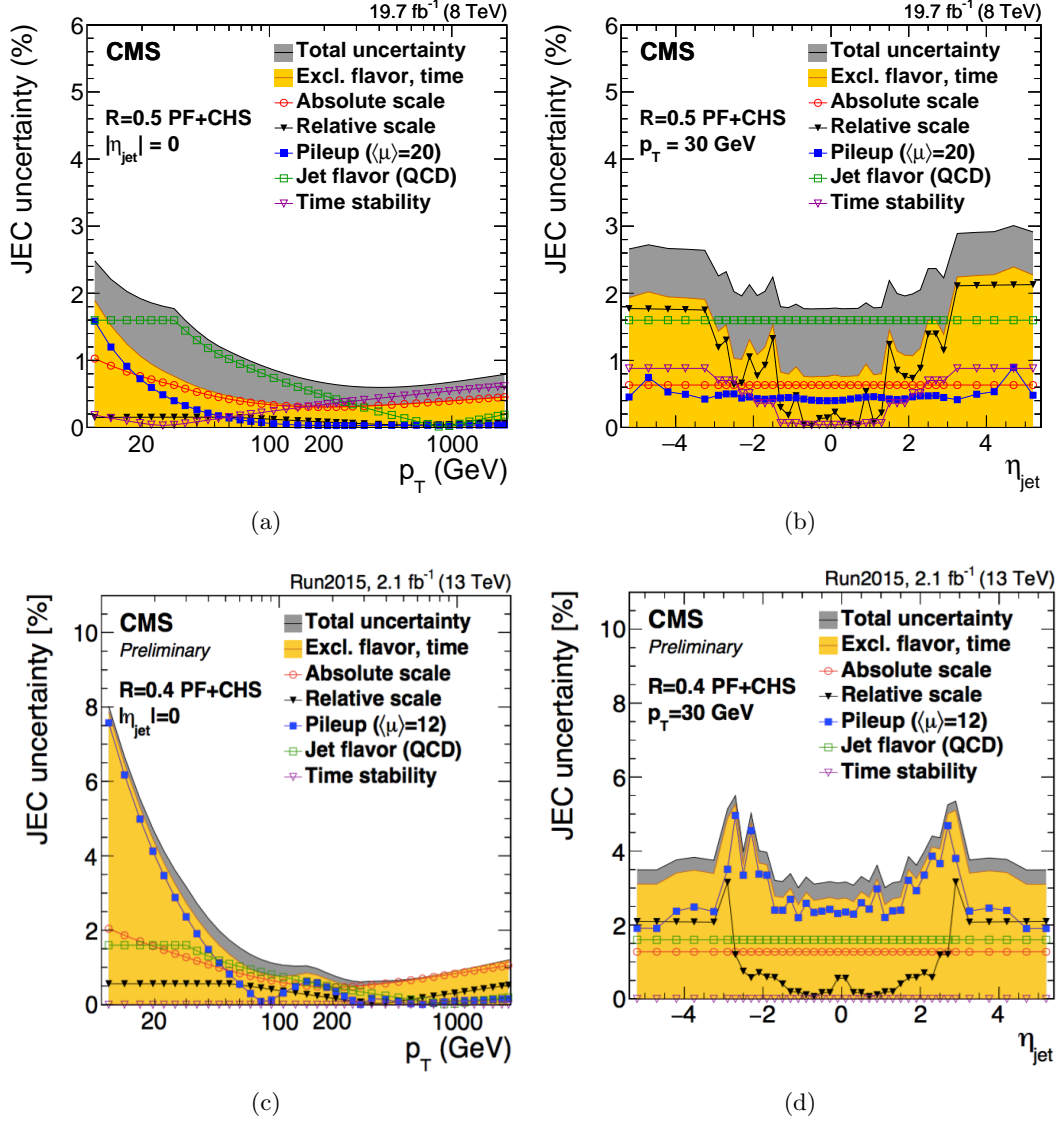 19.7 fb⁻¹ (8 TeV)
JEC uncertainty (%)
6
5
4
3
2
1
0
CMS
R=0.5 PF+CHS
|ηjet| = 0
Total uncertainty
Excl. flavor, time
Absolute scale
Relative scale
Pileup (⟨μ⟩=20)
Jet flavor (QCD)
Time stability
20 100 200 1000
pT (GeV)
(a)
19.7 fb⁻¹ (8 TeV)
JEC uncertainty (%)
6
5
4
3
2
1
0
CMS
R=0.5 PF+CHS
pT = 30 GeV
Total uncertainty
Excl. flavor, time
Absolute scale
Relative scale
Pileup (⟨μ⟩=20)
Jet flavor (QCD)
Time stability
−4 −2 0 2 4
ηjet
(b)
Run2015, 2.1 fb⁻¹ (13 TeV)
JEC uncertainty [%]
10
8
6
4
2
0
CMS
Preliminary
R=0.4 PF+CHS
|ηjet|=0
Total uncertainty
Excl. flavor, time
Absolute scale
Relative scale
Pileup (⟨μ⟩=12)
Jet flavor (QCD)
Time stability
20 100 200 1000
pT (GeV)
(c)
Run2015, 2.1 fb⁻¹ (13 TeV)
JEC uncertainty [%]
10
8
6
4
2
0
CMS
Preliminary
R=0.4 PF+CHS
pT=30 GeV
Total uncertainty
Excl. flavor, time
Absolute scale
Relative scale
Pileup (⟨μ⟩=12)
Jet flavor (QCD)
Time stability
−4 −2 0 2 4
ηjet
(d)